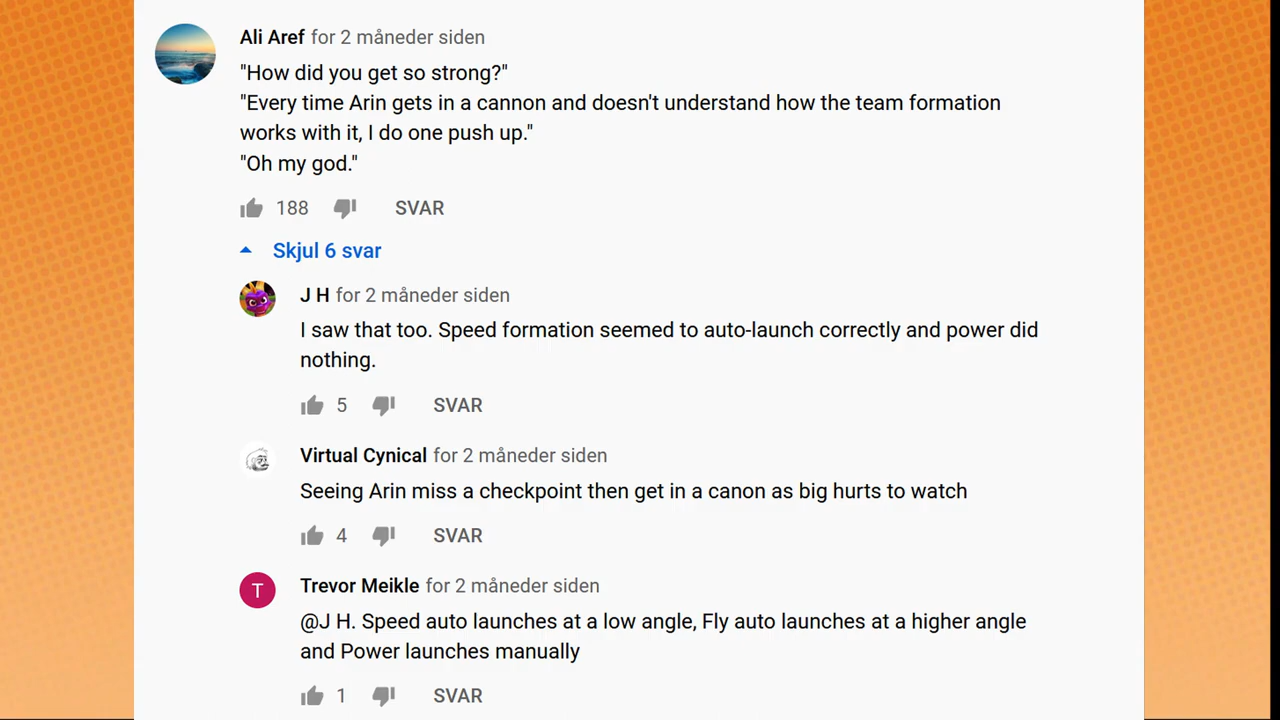 Ali Aref for 2 måneder siden
"How did you get so strong?"
"Every time Arin gets in a cannon and doesn't understand how the team formation
works with it, I do one push up."
"Oh my god."
188 SVAR
Skjul 6 svar
J H for 2 måneder siden
I saw that too. Speed formation seemed to auto-launch correctly and power did
nothing.
5 SVAR
Virtual Cynical for 2 måneder siden
Seeing Arin miss a checkpoint then get in a canon as big hurts to watch
4 SVAR
T
Trevor Meikle for 2 måneder siden
@J H. Speed auto launches at a low angle, Fly auto launches at a higher angle
and Power launches manually
1 SVAR